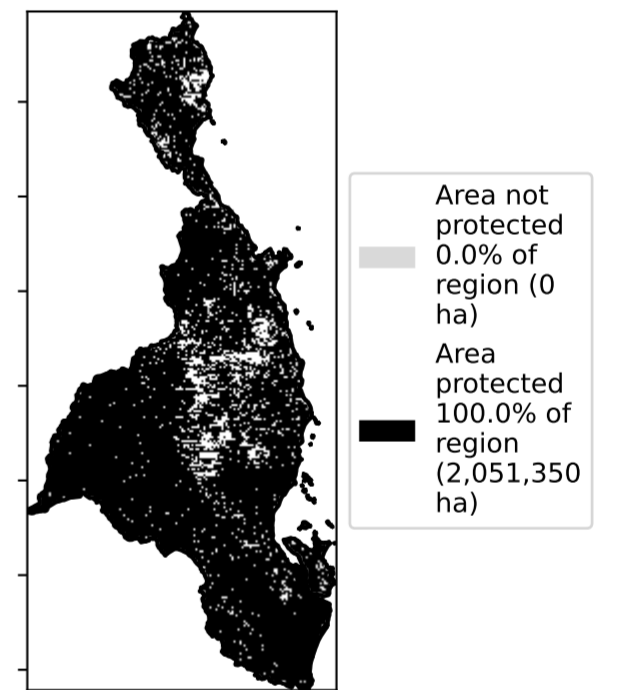 Area not
protected
0.0% of
region (0
ha)
Area
protected
100.0% of
region
(2,051,350
ha)